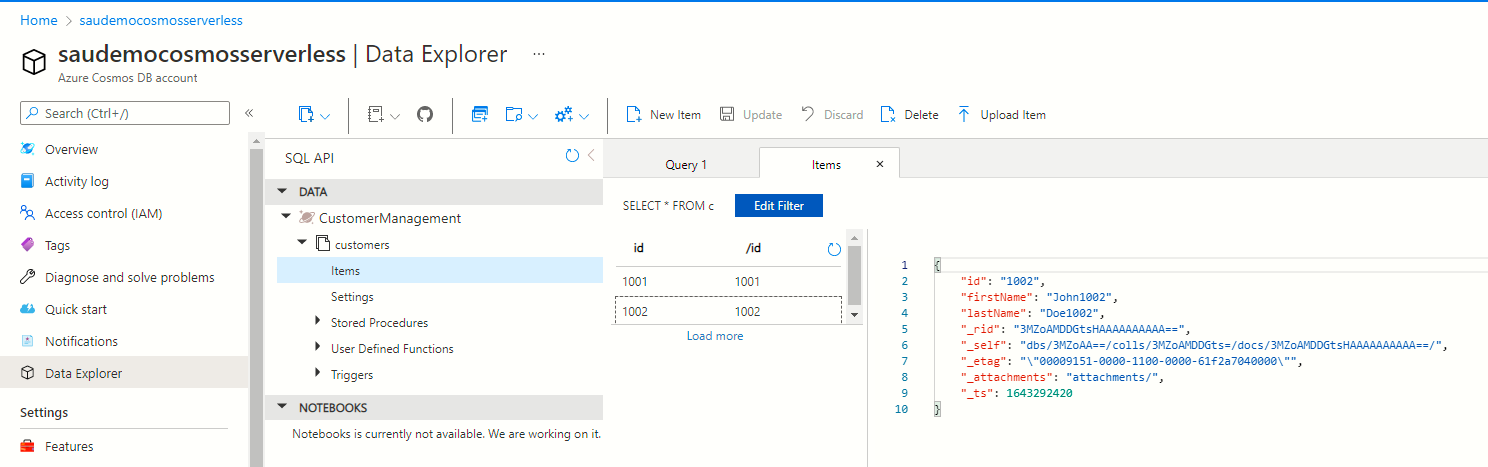 Home > saudemocosmosserverless
saudemocosmosserverless | Data Explorer ...
Azure Cosmos DB account
Search (Ctrl+/)
«
Overview
Activity log
Access control (IAM)
Tags
Diagnose and solve problems
Quick start
Notifications
Data Explorer
Settings
Features
New Item Update Discard Delete Upload Item
SQL API
DATA
CustomerManagement
customers
Items
Settings
Stored Procedures
User Defined Functions
Triggers
NOTEBOOKS
Notebooks is currently not available. We are working on it.
Query 1 Items ×
SELECT * FROM c Edit Filter
id /id
1001 1001
1002 1002
Load more
1 {
2 "id": "1002",
3 "firstName": "John1002",
4 "lastName": "Doe1002",
5 "_rid": "3MZoAMDDGtsHAAAAAAAAAA==",
6 "_self": "dbs/3MZoAA==/colls/3MZoAMDDGts=/docs/3MZoAMDDGtsHAAAAAAAAAA==/",
7 "_etag": "\"00009151-0000-1100-0000-61f2a7040000\"",
8 "_attachments": "attachments/",
9 "_ts": 1643292420
10 }